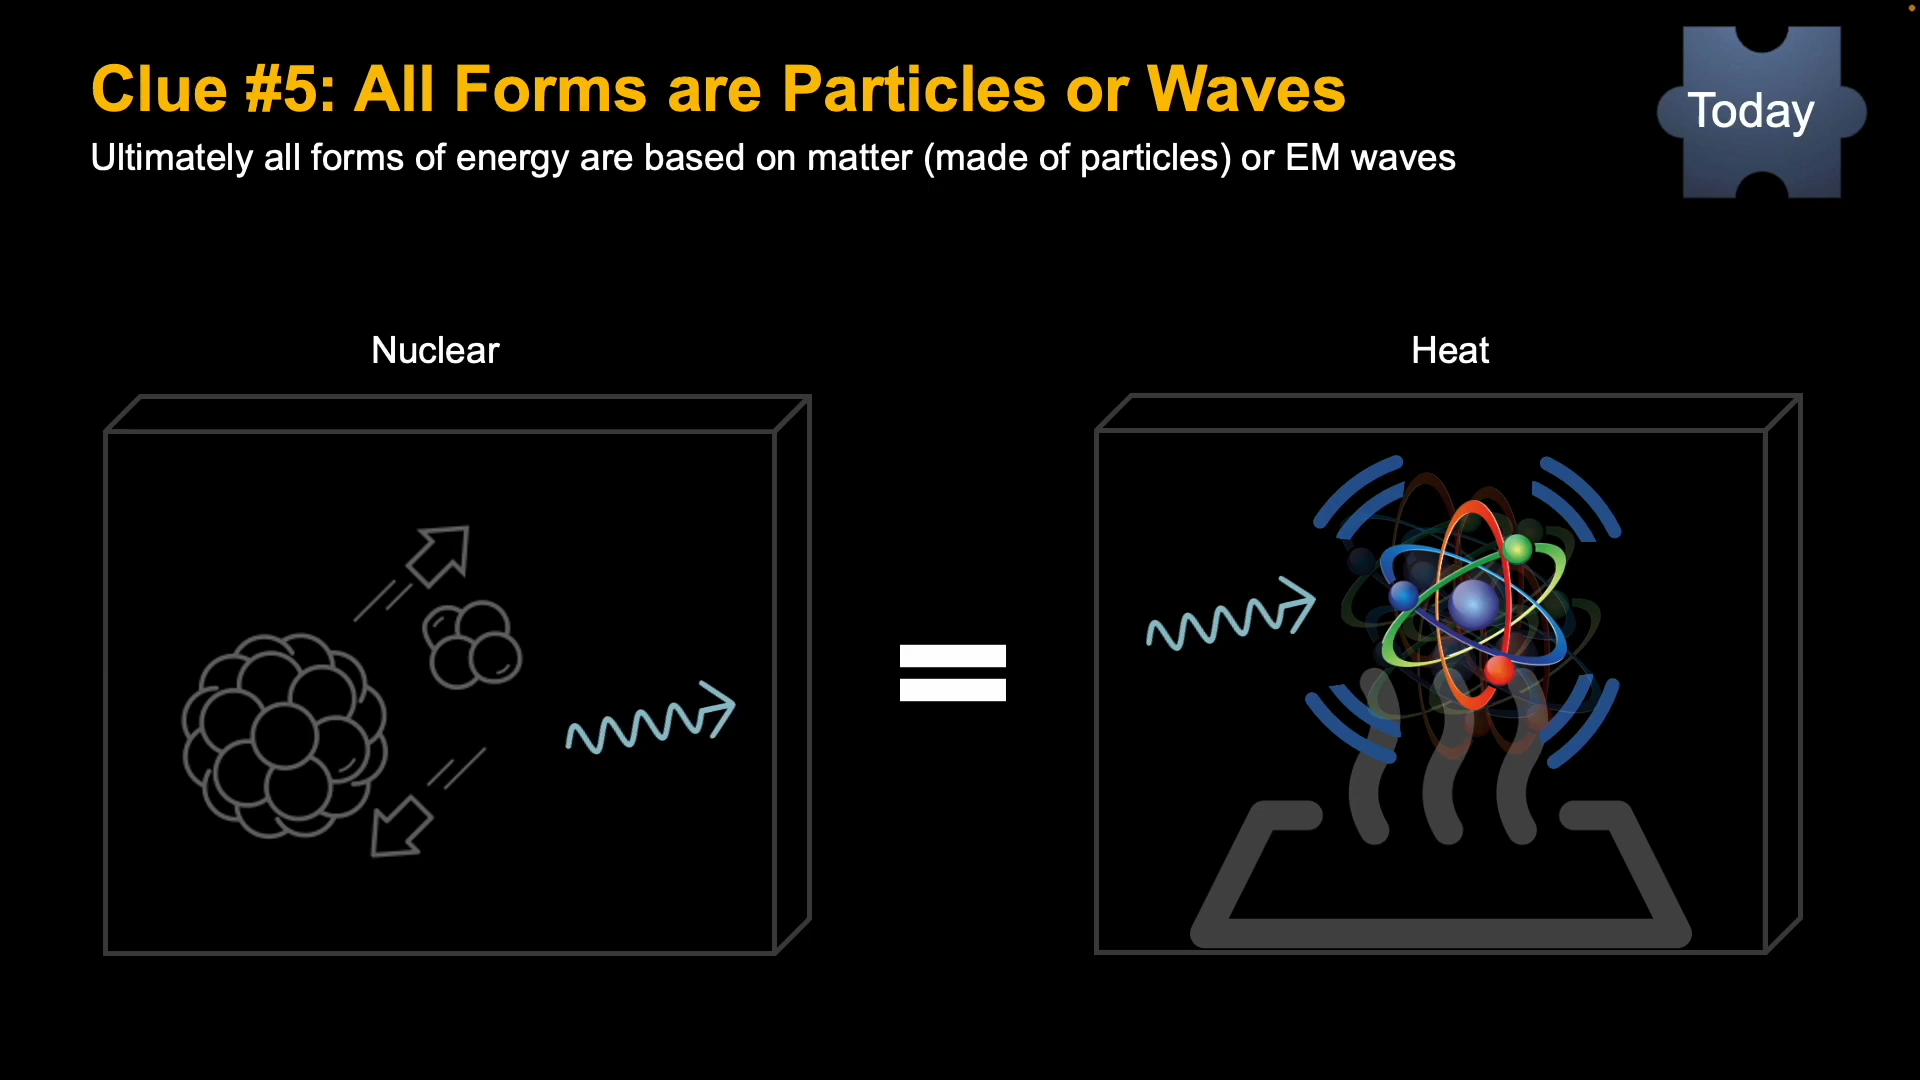 Clue #5: All Forms are Particles or Waves
Today
Ultimately all forms of energy are based on matter (made of particles) or EM waves
Nuclear
Heat